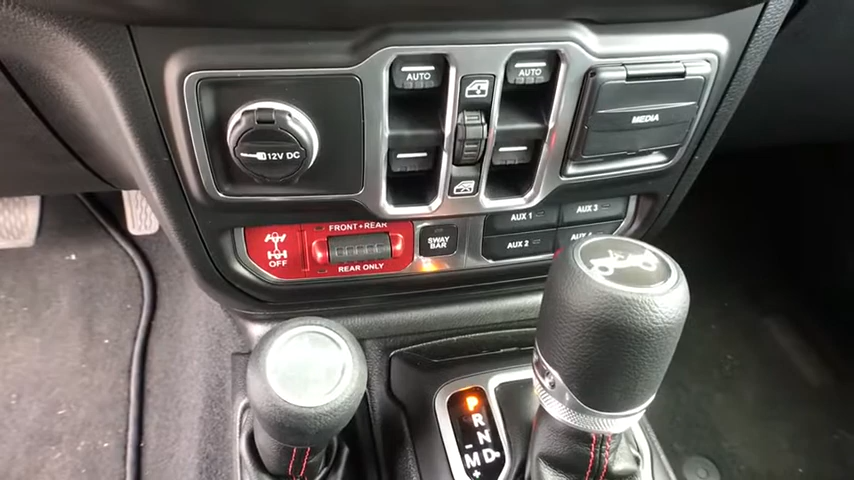 AUTO
AUTO
12V DC
MEDIA
FRONT+REAR
OFF
REAR ONLY
SWAY
BAR
AUX 1
AUX 3
AUX 2
P
R
N
D
-
M
+